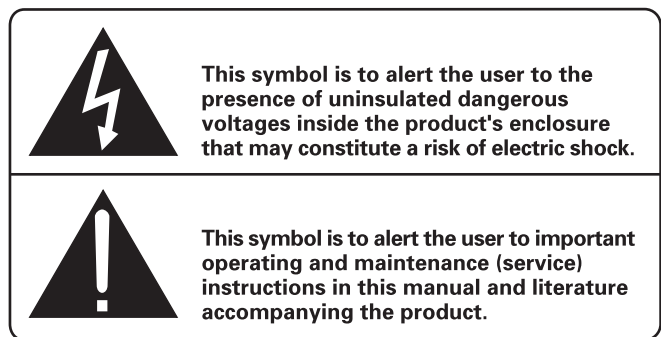 This symbol is to alert the user to the
presence of uninsulated dangerous
voltages inside the product's enclosure
that may constitute a risk of electric shock.
This symbol is to alert the user to important
operating and maintenance (service)
instructions in this manual and literature
accompanying the product.